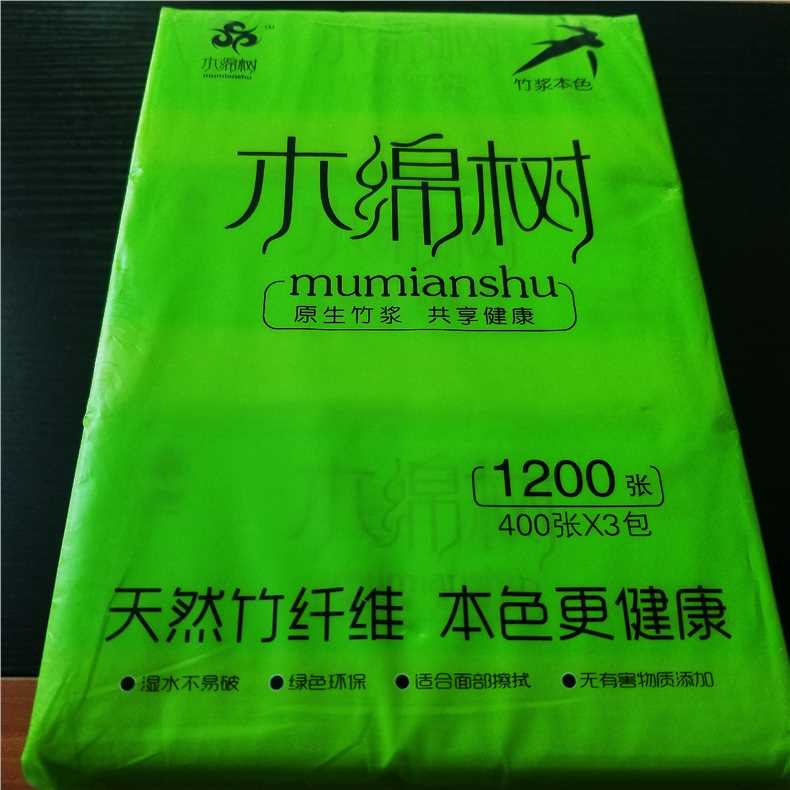 TM
木绵树
mumianshu
竹浆本色
木绵树
mumianshu
原生竹浆 共享健康
1200张
400张X3包
天然竹纤维 本色更健康
●湿水不易破 ●绿色环保 ●适合面部擦拭 ●无有害物质添加